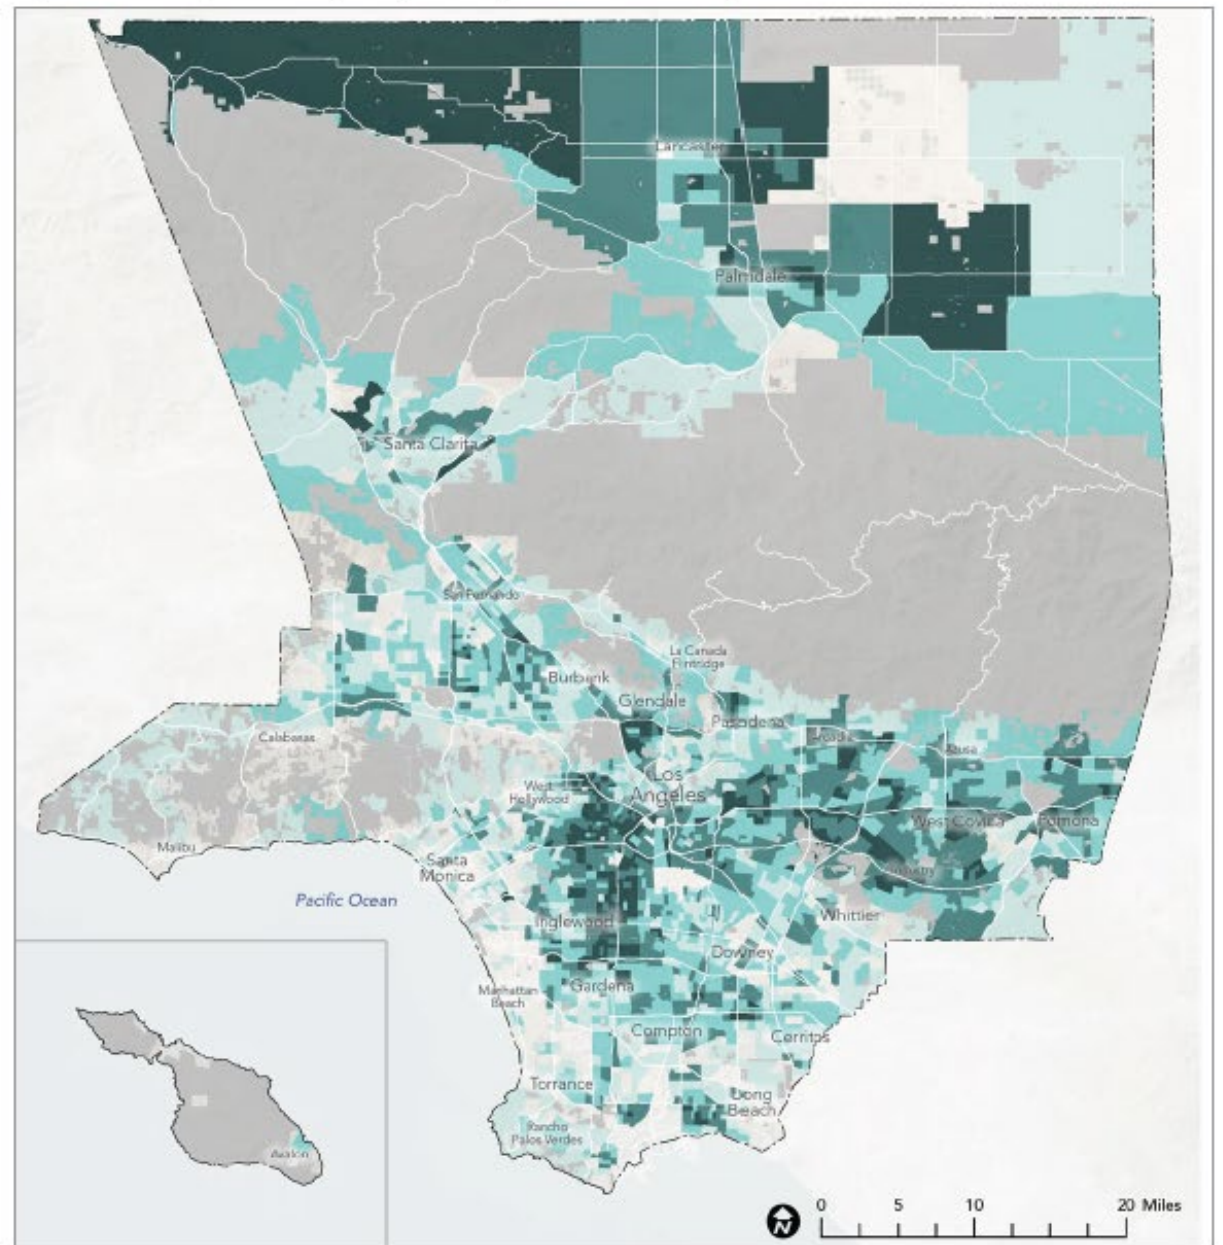 Lancaster
Palmdale
Santa Clarita
San Fernando
La Canada
Flintridge
Burbank
Glendale
Pasadena
Arcadia
Azusa
Calabasas
West
Hollywood
Los
Angeles
West Covina
Pomona
Malibu
Santa
Monica
Industry
Pacific Ocean
Inglewood
Whittier
Downey
Manhattan
Beach
Gardena
Compton
Cerritos
Torrance
Long
Beach
Rancho
Palos Verdes
Avalon
N
0 5 10 20 Miles